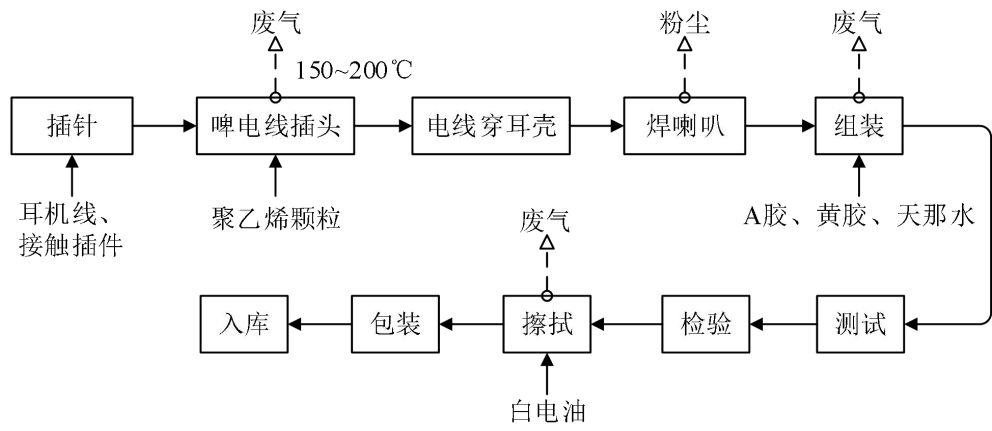 废气
粉尘
废气
150~200℃
插针
啤电线插头
电线穿耳壳
焊喇叭
组装
耳机线、
接触插件
聚乙烯颗粒
A胶、黄胶、天那水
废气
入库
包装
擦拭
检验
测试
白电油